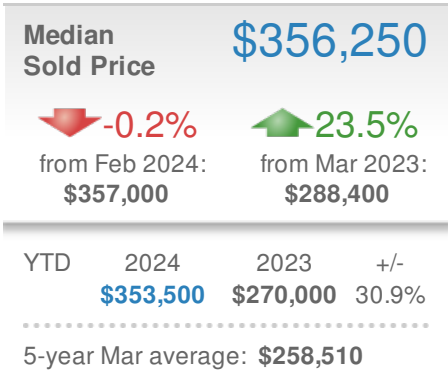 Median $356,250
Sold Price
-0.2% 23.5%
from Feb 2024: from Mar 2023:
$357,000 $288,400
YTD 2024 2023 +/-
$353,500 $270,000 30.9%
5-year Mar average: $258,510